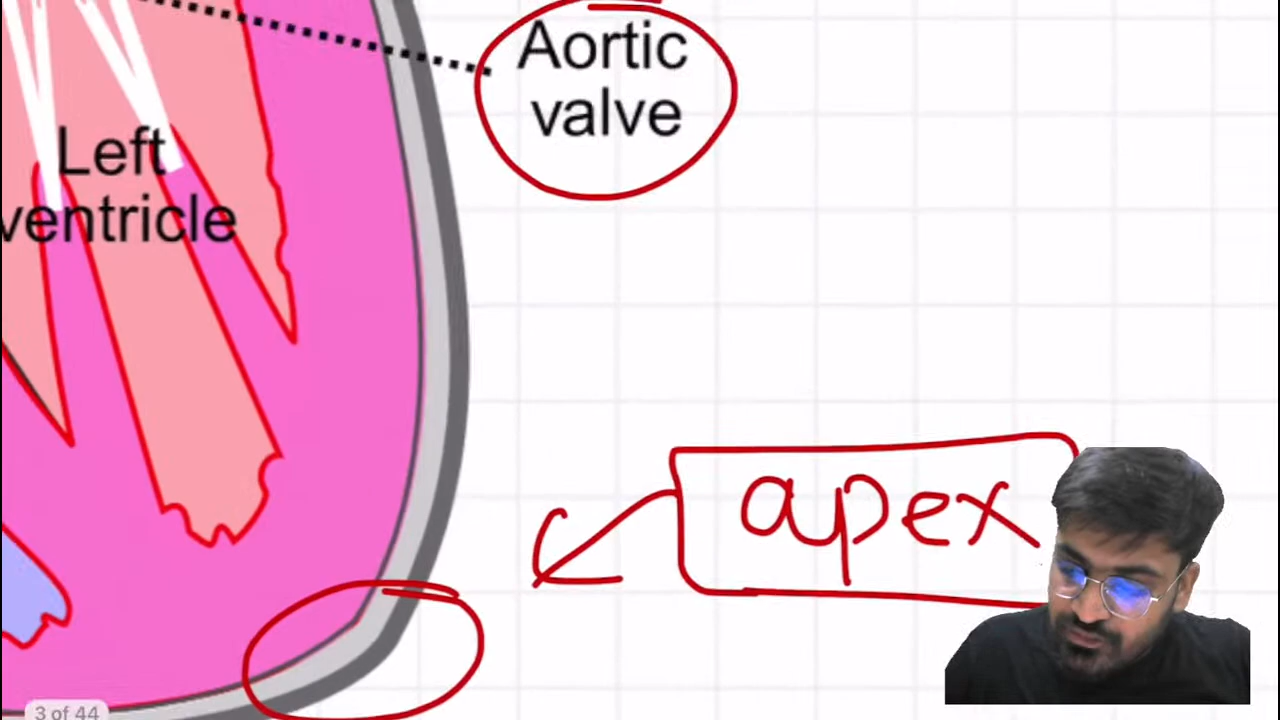 Aortic
valve
Left
ventricle
apex
3 of 44